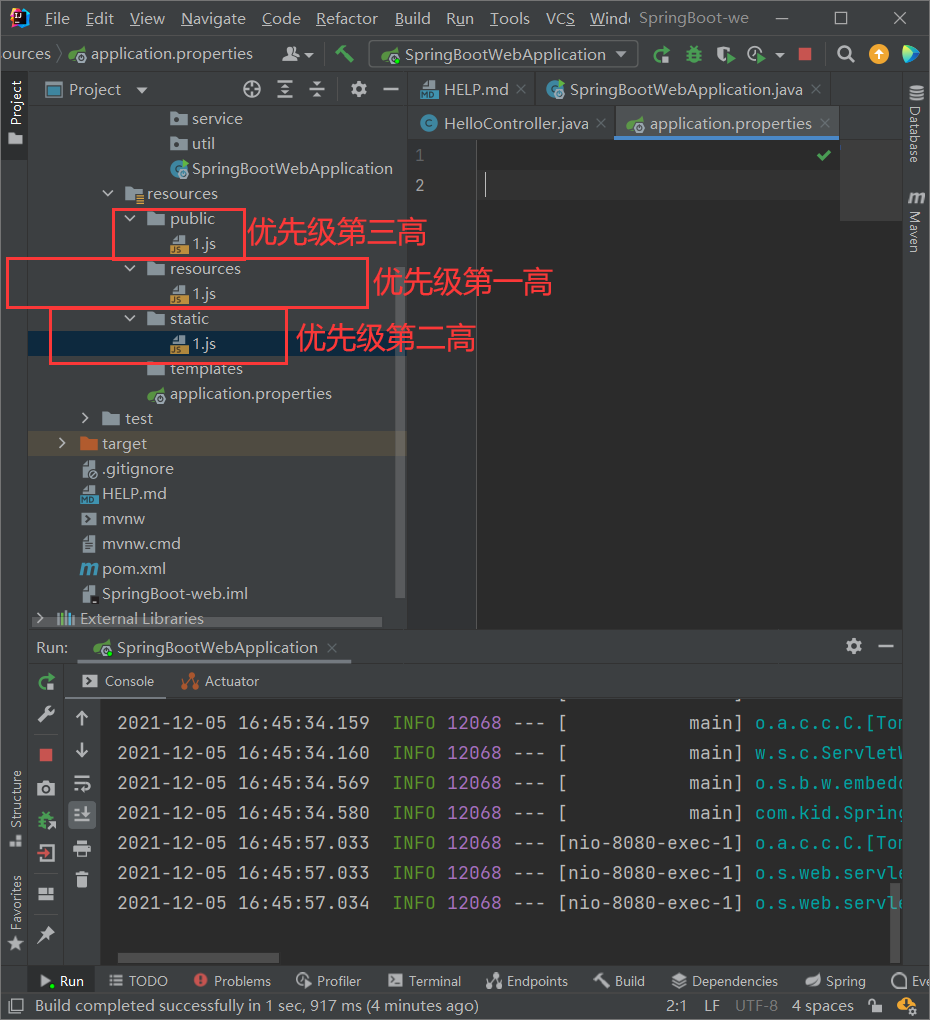 File Edit View Navigate Code Refactor Build Run Tools VCS SpringBoot-we
application.properties SpringBootWebApplication
Project HELP.md SpringBootWebApplication.java
HelloController.java application.properties
service
util
SpringBootWebApplication
resources
public
1.js
优先级第三高
resources
1.js
优先级第一高
static
1.js
优先级第二高
templates
application.properties
test
target
.gitignore
HELP.md
mvnw
mvnw.cmd
pom.xml
SpringBoot-web.iml
External Libraries
1
2
Project
Structure
Favorites
Database
Maven
Run: SpringBootWebApplication
Console Actuator
2021-12-05 16:45:34.159 INFO 12068 --- [ main] o.a.c.c.C.[Tom
2021-12-05 16:45:34.160 INFO 12068 --- [ main] w.s.c.ServletW
2021-12-05 16:45:34.569 INFO 12068 --- [ main] o.s.b.w.embedd
2021-12-05 16:45:34.580 INFO 12068 --- [ main] com.kid.Spring
2021-12-05 16:45:57.033 INFO 12068 --- [nio-8080-exec-1] o.a.c.c.C.[Tom
2021-12-05 16:45:57.033 INFO 12068 --- [nio-8080-exec-1] o.s.web.servle
2021-12-05 16:45:57.034 INFO 12068 --- [nio-8080-exec-1] o.s.web.servle
Run TODO Problems Profiler Terminal Endpoints Build Dependencies Spring
Build completed successfully in 1 sec, 917 ms (4 minutes ago) 2:1 LF UTF-8 4 spaces